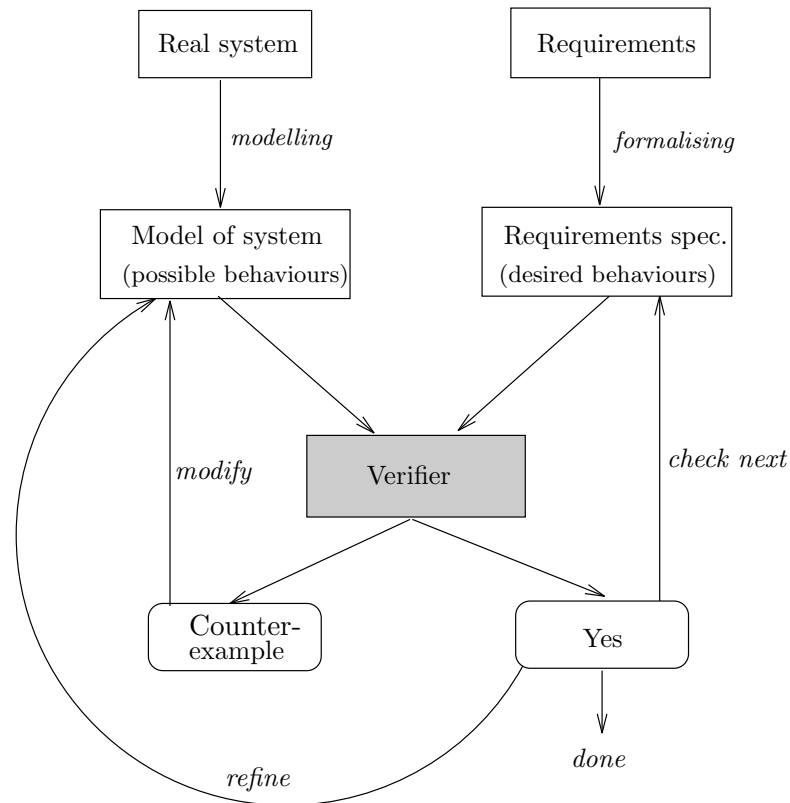 Real system
Requirements
modelling
formalising
Model of system
(possible behaviours)
Requirements spec.
(desired behaviours)
Verifier
modify
check next
Counter-
example
Yes
refine
done